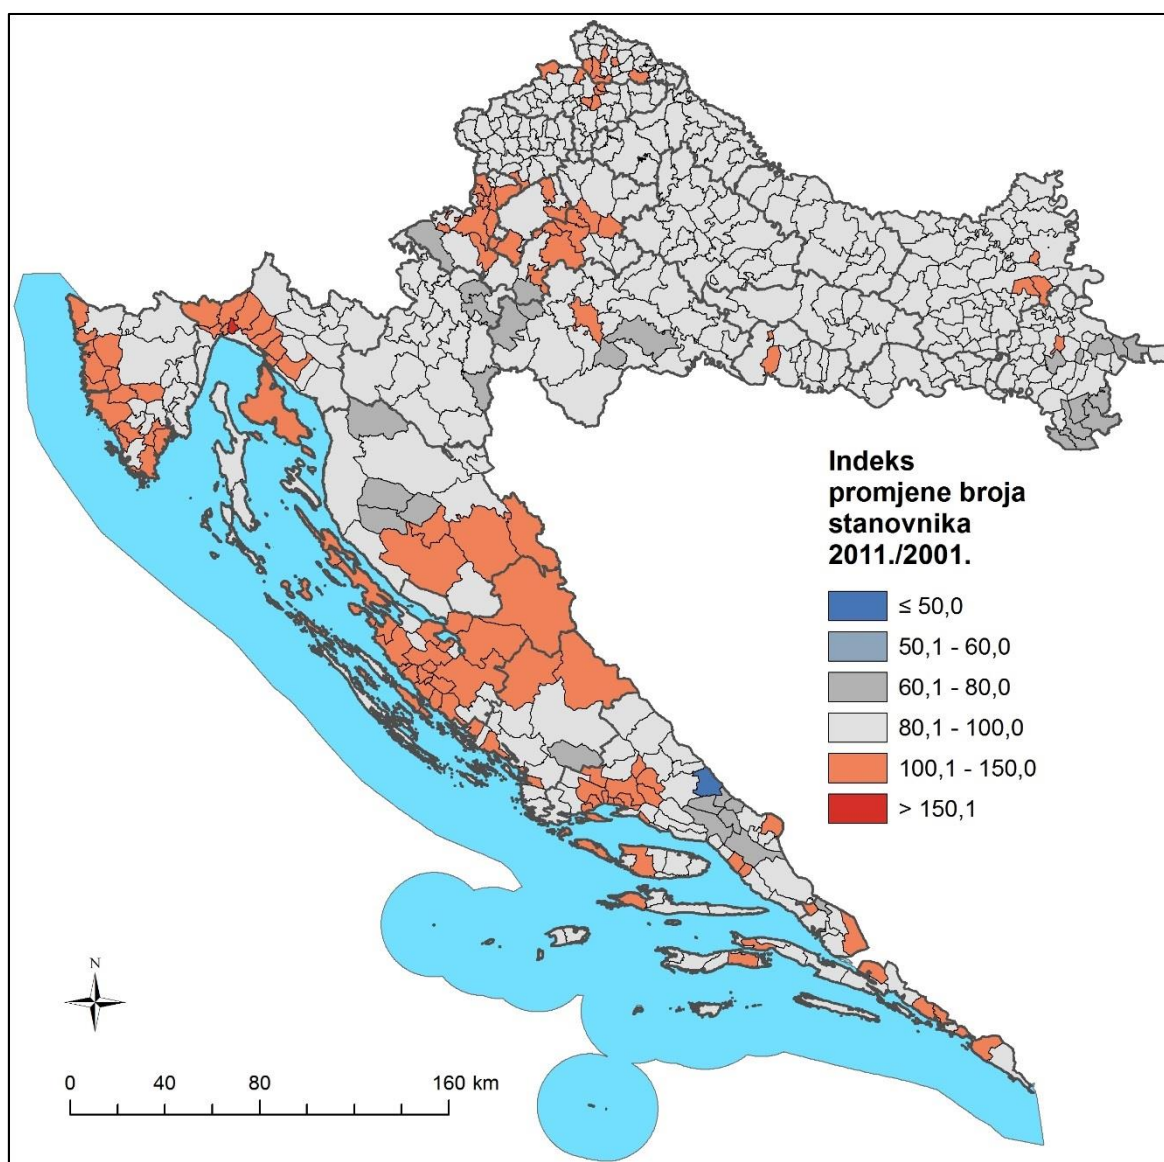 Indeks
promjene broja
stanovnika
2011./2001.
≤ 50,0
50,1 - 60,0
60,1 - 80,0
80,1 - 100,0
100,1 - 150,0
> 150,1
N
0 40 80 160 km